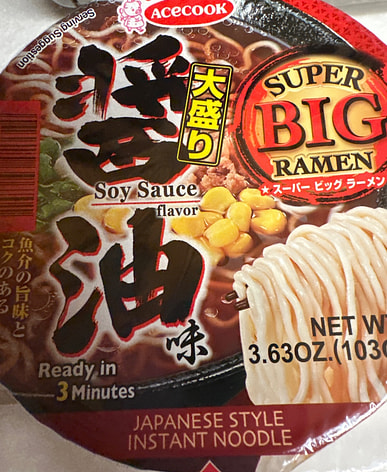 Serving Suggestion
ACECOOK
SUPER
BIG
RAMEN
★スーパー ビッグ ラーメン
大盛り
醤油味
Soy Sauce
flavor
魚介の旨味と
コクのある
Ready in
3 Minutes
NET W
3.63OZ.(103
JAPANESE STYLE
INSTANT NOODLE